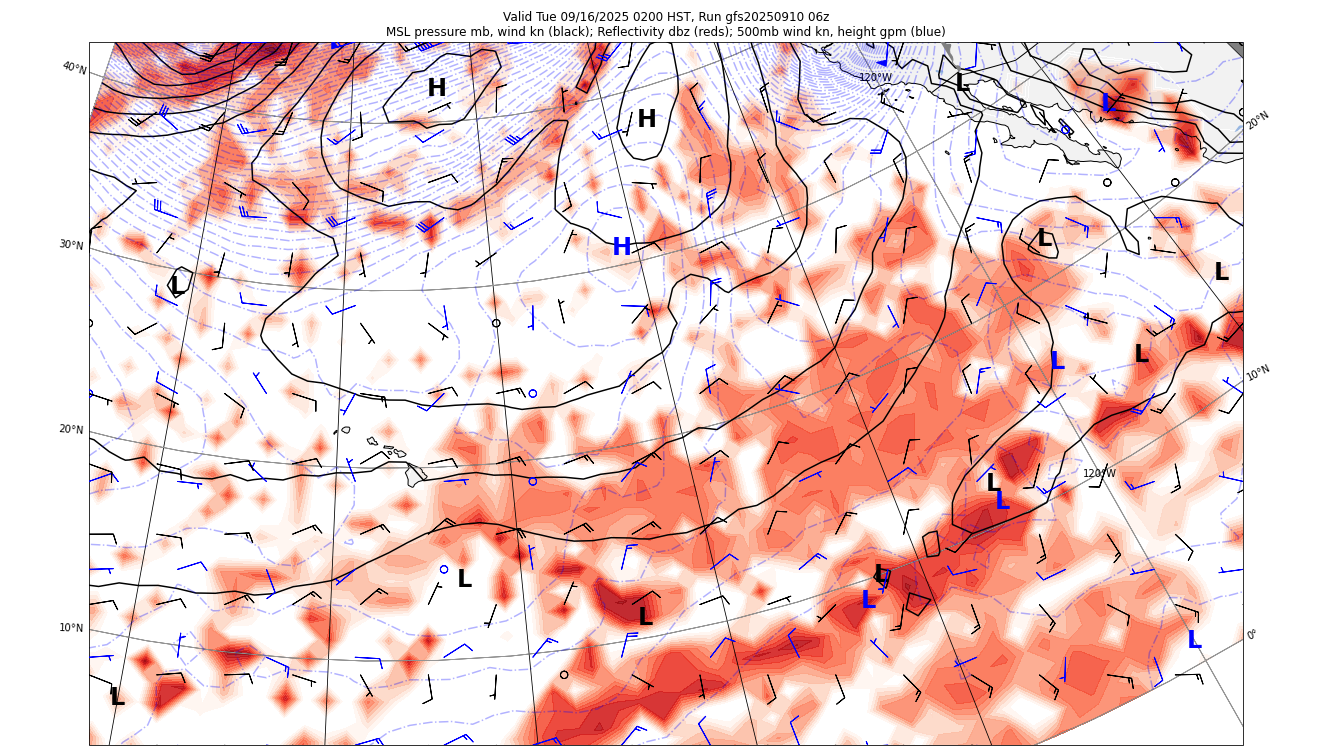 Valid Tue 09/16/2025 0200 HST, Run gfs20250910 06z
MSL pressure mb, wind kn (black); Reflectivity dbz (reds); 500mb wind kn, height gpm (blue)
40°N
120°W
L
H
L
H
20°N
30°N
H
L
L
L
L
L
10°N
20°N
120°W
L
L
L
L
L
L
10°N
0°
L
L